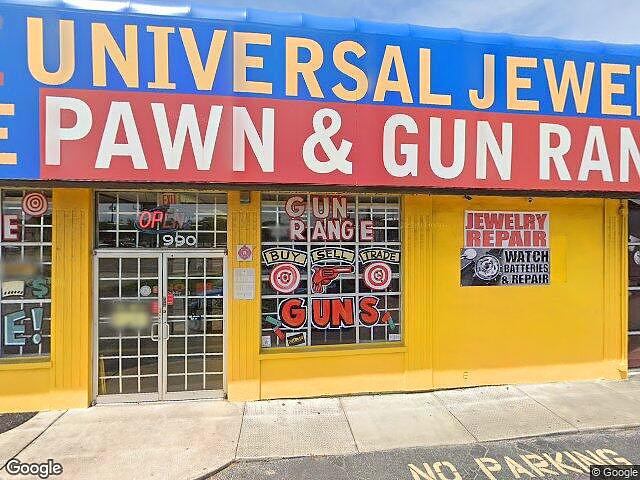 UNIVERSAL JEWEL
E PAWN & GUN RAN
OPEN
990
GUN
RANGE
BUY SELL TRADE
GUNS
E!
JEWELRY
REPAIR
WATCH
BATTERIES
& REPAIR
NO PARKING
Google
© Google